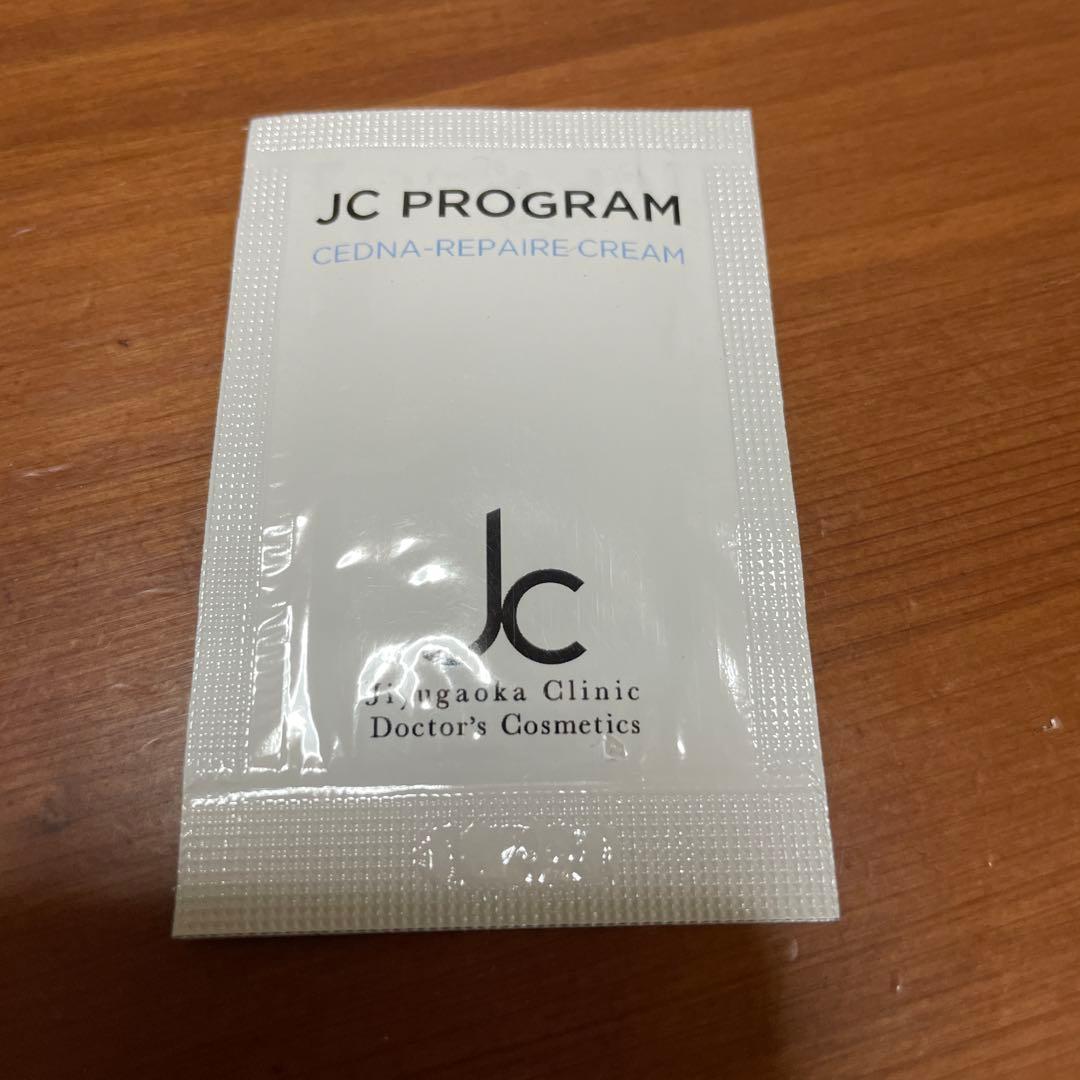 JC PROGRAM
CEDNA-REPAIRE CREAM
Jc
Jiyugaoka Clinic
Doctor's Cosmetics